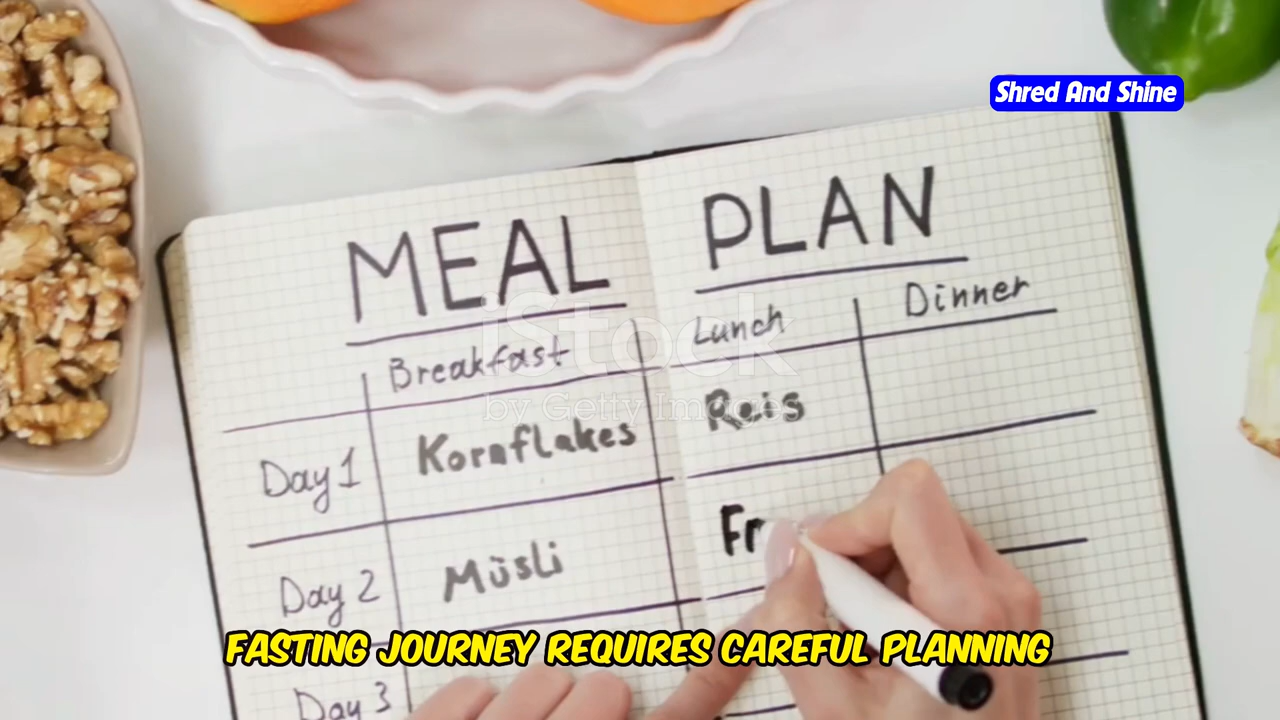 Shred And Shine
MEAL PLAN
Breakfast Lunch Dinner
iStock
by Getty Images
Day 1 Kornflakes Reis
Day 2 Müsli Fr
Day 3
FASTING JOURNEY REQUIRES CAREFUL PLANNING